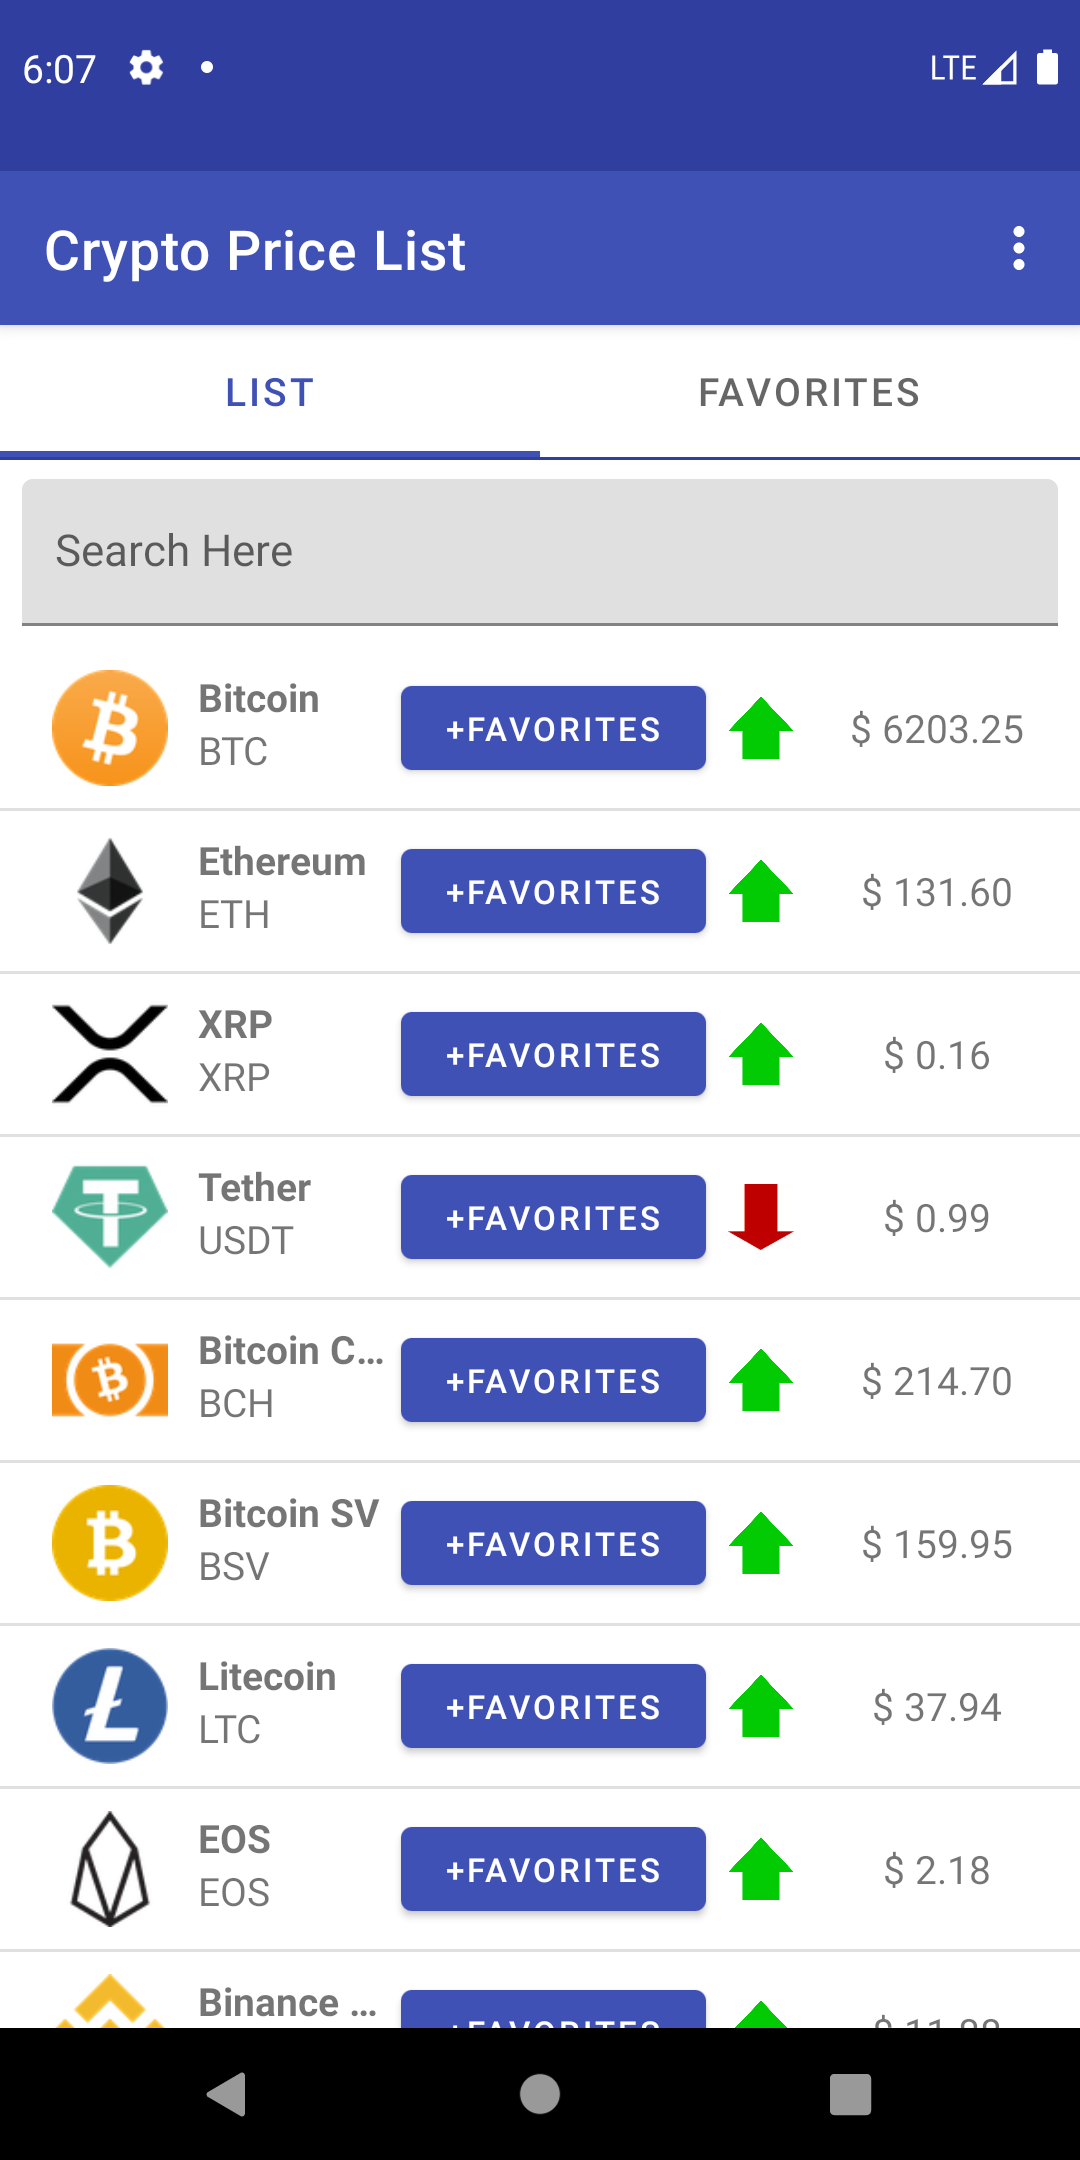 6:07 LTE
Crypto Price List
LIST FAVORITES
Search Here
Bitcoin
BTC
+FAVORITES
$ 6203.25
Ethereum
ETH
+FAVORITES
$ 131.60
XRP
XRP
+FAVORITES
$ 0.16
Tether
USDT
+FAVORITES
$ 0.99
Bitcoin C...
BCH
+FAVORITES
$ 214.70
Bitcoin SV
BSV
+FAVORITES
$ 159.95
Litecoin
LTC
+FAVORITES
$ 37.94
EOS
EOS
+FAVORITES
$ 2.18
Binance ...
+FAVORITES